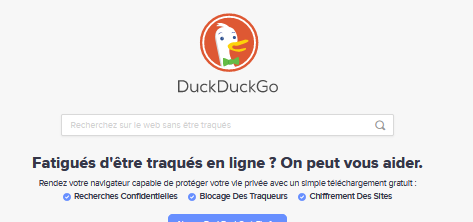 DuckDuckGo
Recherchez sur le web sans être traqués
Fatigués d'être traqués en ligne ? On peut vous aider.
Rendez votre navigateur capable de protéger votre vie privée avec un simple téléchargement gratuit :
Recherches Confidentielles Blocage Des Traqueurs Chiffrement Des Sites